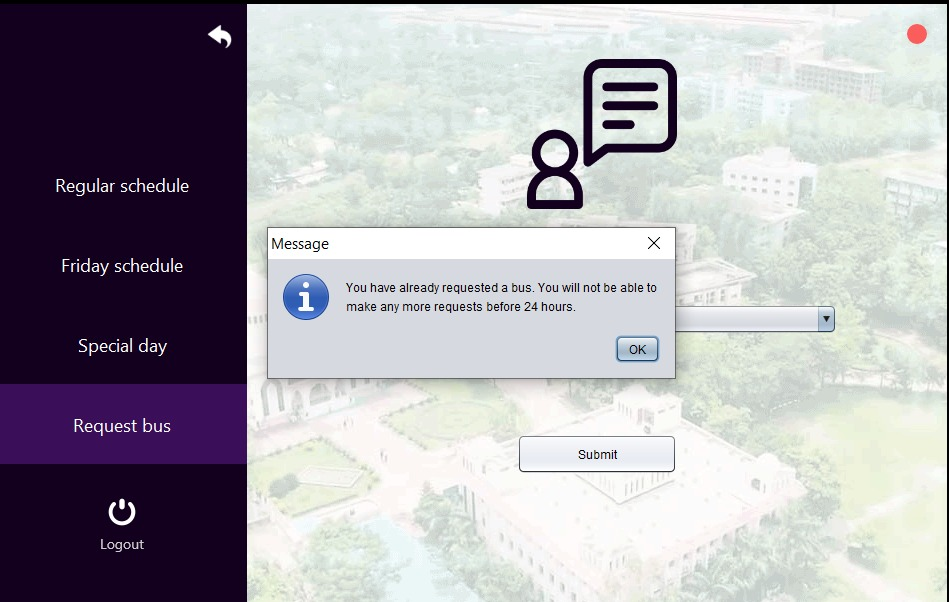 Regular schedule
Friday schedule
Special day
Request bus
Logout
Message
You have already requested a bus. You will not be able to
make any more requests before 24 hours.
OK
Submit